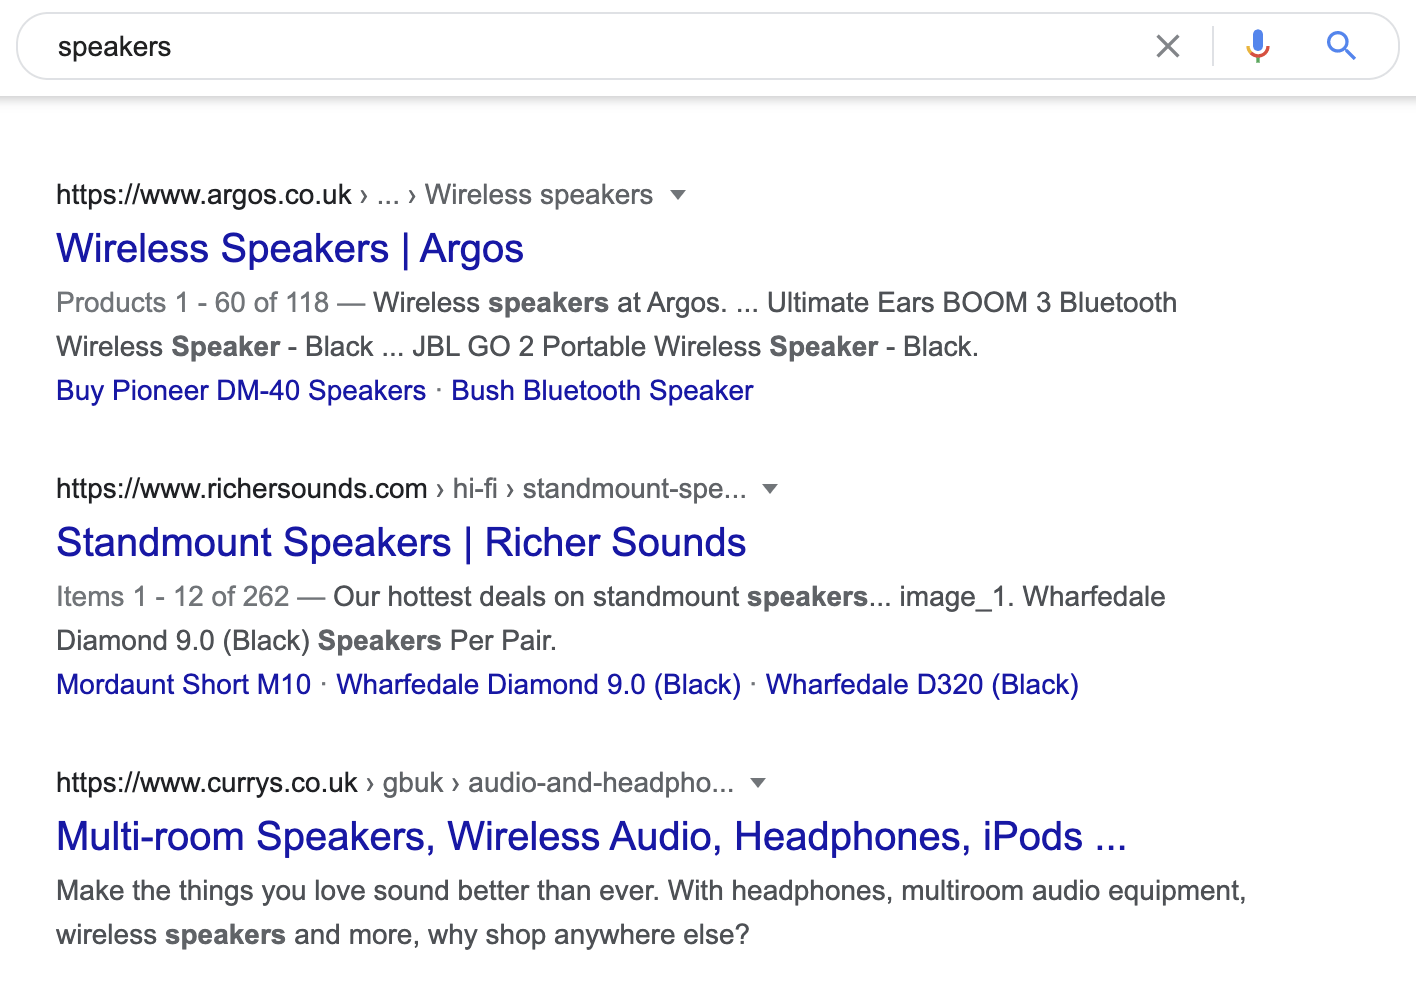 speakers
https://www.argos.co.uk › ... › Wireless speakers
Wireless Speakers | Argos
Products 1 - 60 of 118 — Wireless speakers at Argos. ... Ultimate Ears BOOM 3 Bluetooth
Wireless Speaker - Black ... JBL GO 2 Portable Wireless Speaker - Black.
Buy Pioneer DM-40 Speakers · Bush Bluetooth Speaker
https://www.richersounds.com › hi-fi › standmount-spe...
Standmount Speakers | Richer Sounds
Items 1 - 12 of 262 — Our hottest deals on standmount speakers... image_1. Wharfedale
Diamond 9.0 (Black) Speakers Per Pair.
Mordaunt Short M10 · Wharfedale Diamond 9.0 (Black) · Wharfedale D320 (Black)
https://www.currys.co.uk › gbuk › audio-and-headpho...
Multi-room Speakers, Wireless Audio, Headphones, iPods ...
Make the things you love sound better than ever. With headphones, multiroom audio equipment,
wireless speakers and more, why shop anywhere else?